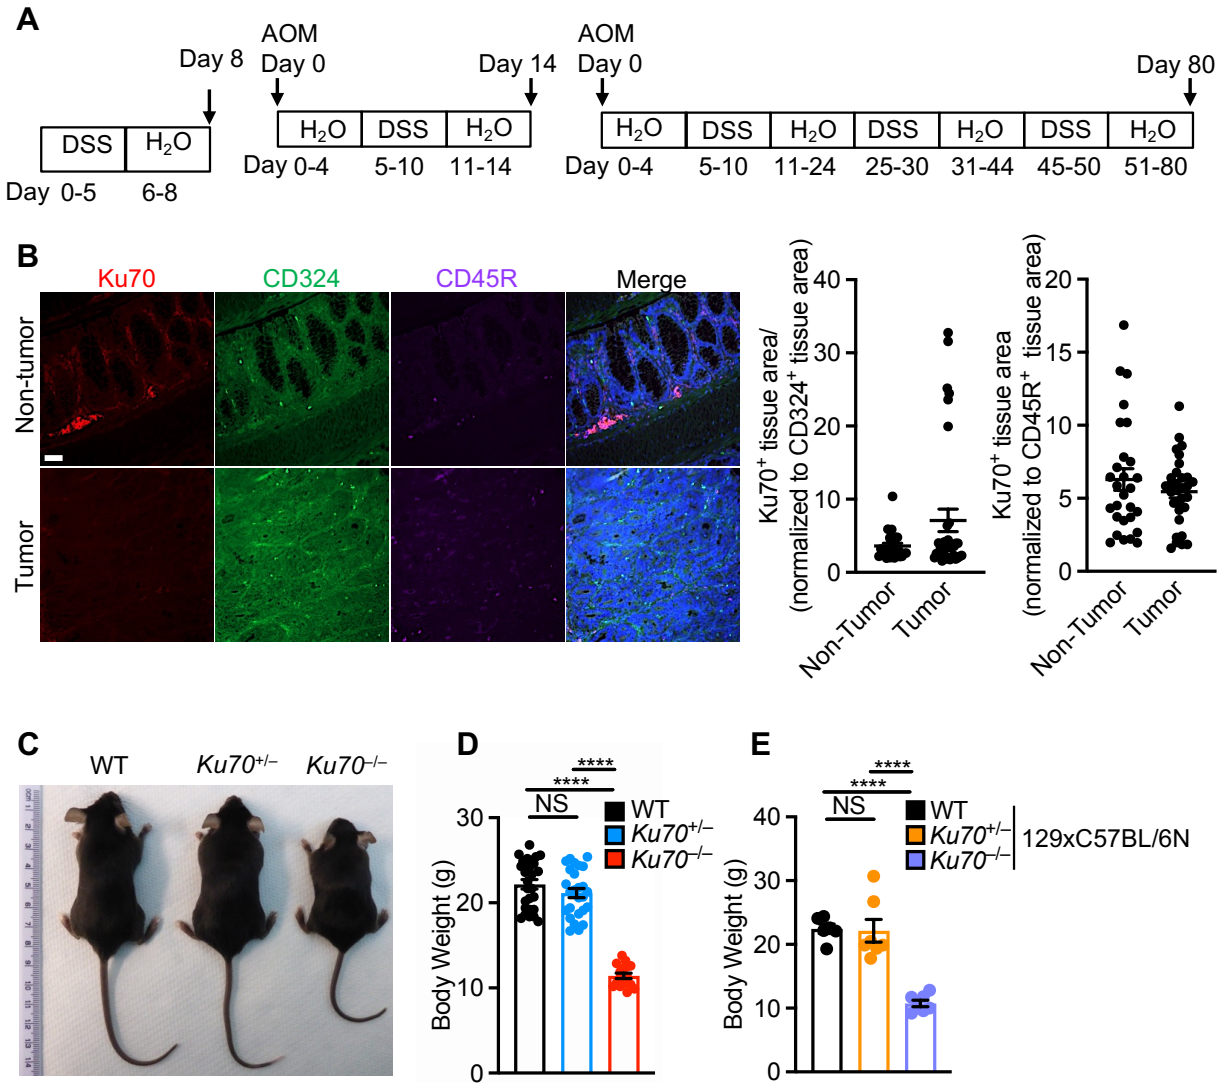 A
Day 8
AOM
Day 0
Day 14
AOM
Day 0
Day 80
DSS
H₂O
H₂O
DSS
H₂O
H₂O
DSS
H₂O
DSS
H₂O
DSS
H₂O
Day 0-5
6-8
Day 0-4
5-10
11-14
Day 0-4
5-10
11-24
25-30
31-44
45-50
51-80
B
Ku70
CD324
CD45R
Merge
Non-tumor
Tumor
Ku70⁺ tissue area/
(normalized to CD324⁺ tissue area)
40
30
20
10
0
Non-Tumor
Tumor
Ku70⁺ tissue area
(normalized to CD45R⁺ tissue area)
20
15
10
5
0
Non-Tumor
Tumor
C
WT
Ku70⁺/⁻
Ku70⁻/⁻
D
****
****
NS
WT
Ku70⁺/⁻
Ku70⁻/⁻
Body Weight (g)
30
20
10
0
E
****
****
NS
WT
Ku70⁺/⁻
Ku70⁻/⁻
129xC57BL/6N
Body Weight (g)
40
30
20
10
0